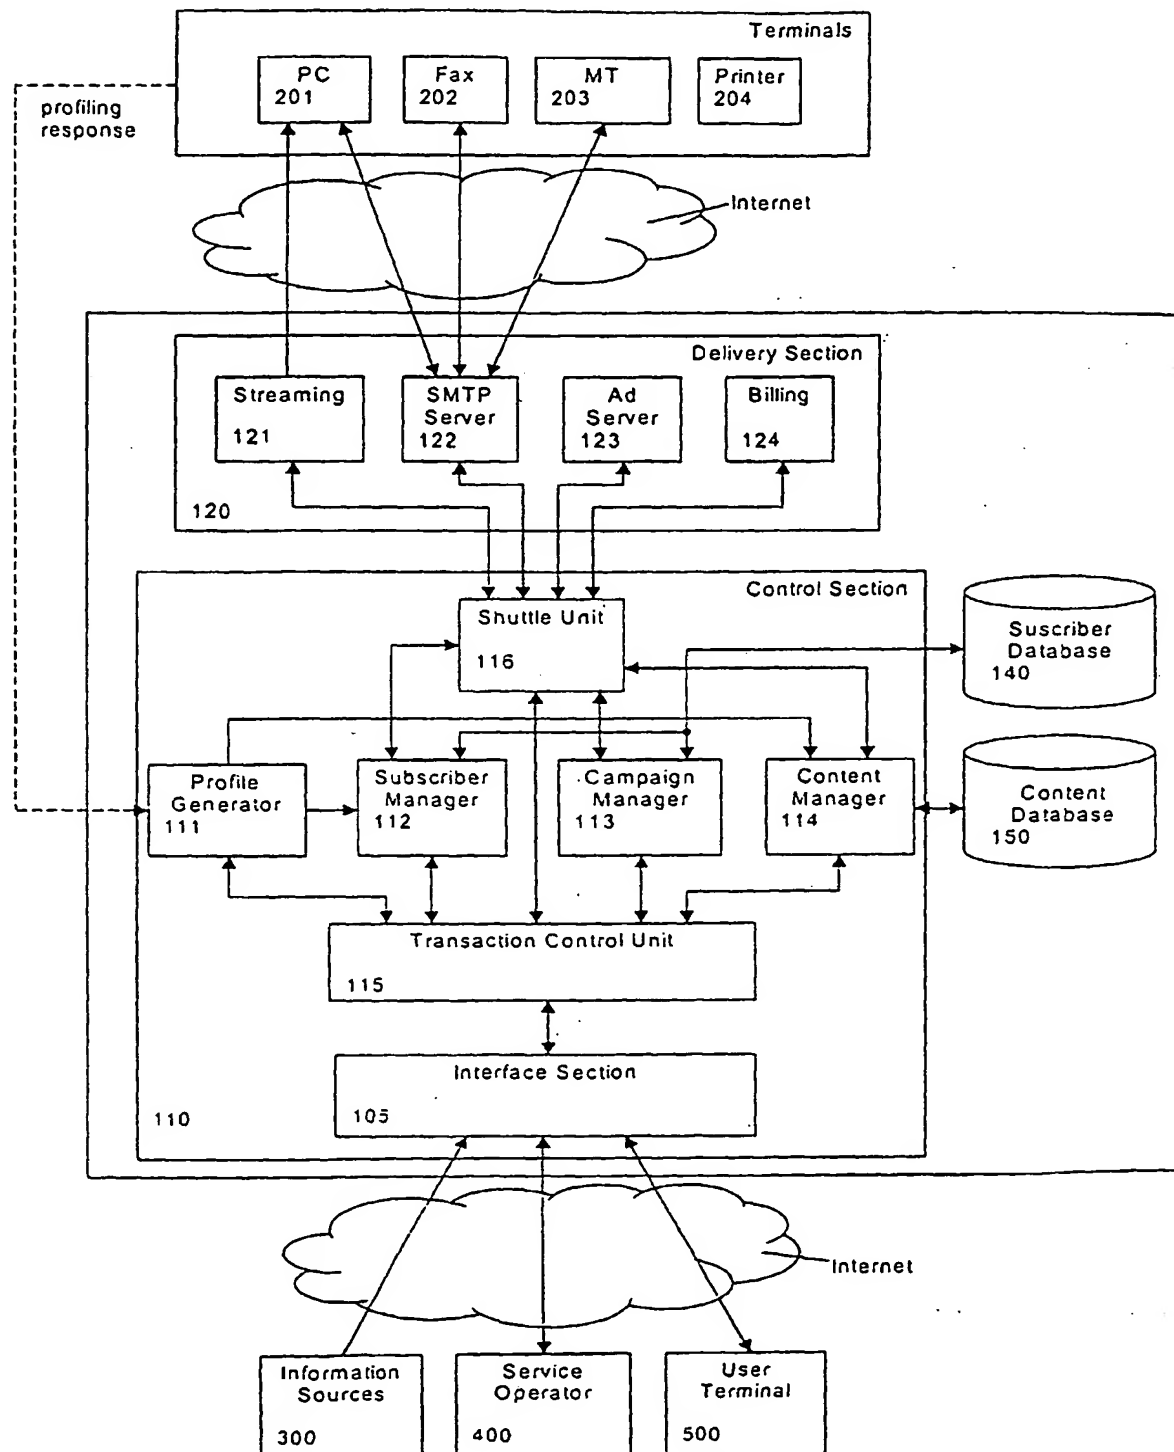 Terminals
PC
201
Fax
202
MT
203
Printer
204
profiling
response
Internet
Delivery Section
Streaming
121
SMTP
Server
122
Ad
Server
123
Billing
124
120
Control Section
Shuttle Unit
116
Suscriber
Database
140
Profile
Generator
111
Subscriber
Manager
112
Campaign
Manager
113
Content
Manager
114
Content
Database
150
Transaction Control Unit
115
Interface Section
105
110
Internet
Information
Sources
300
Service
Operator
400
User
Terminal
500